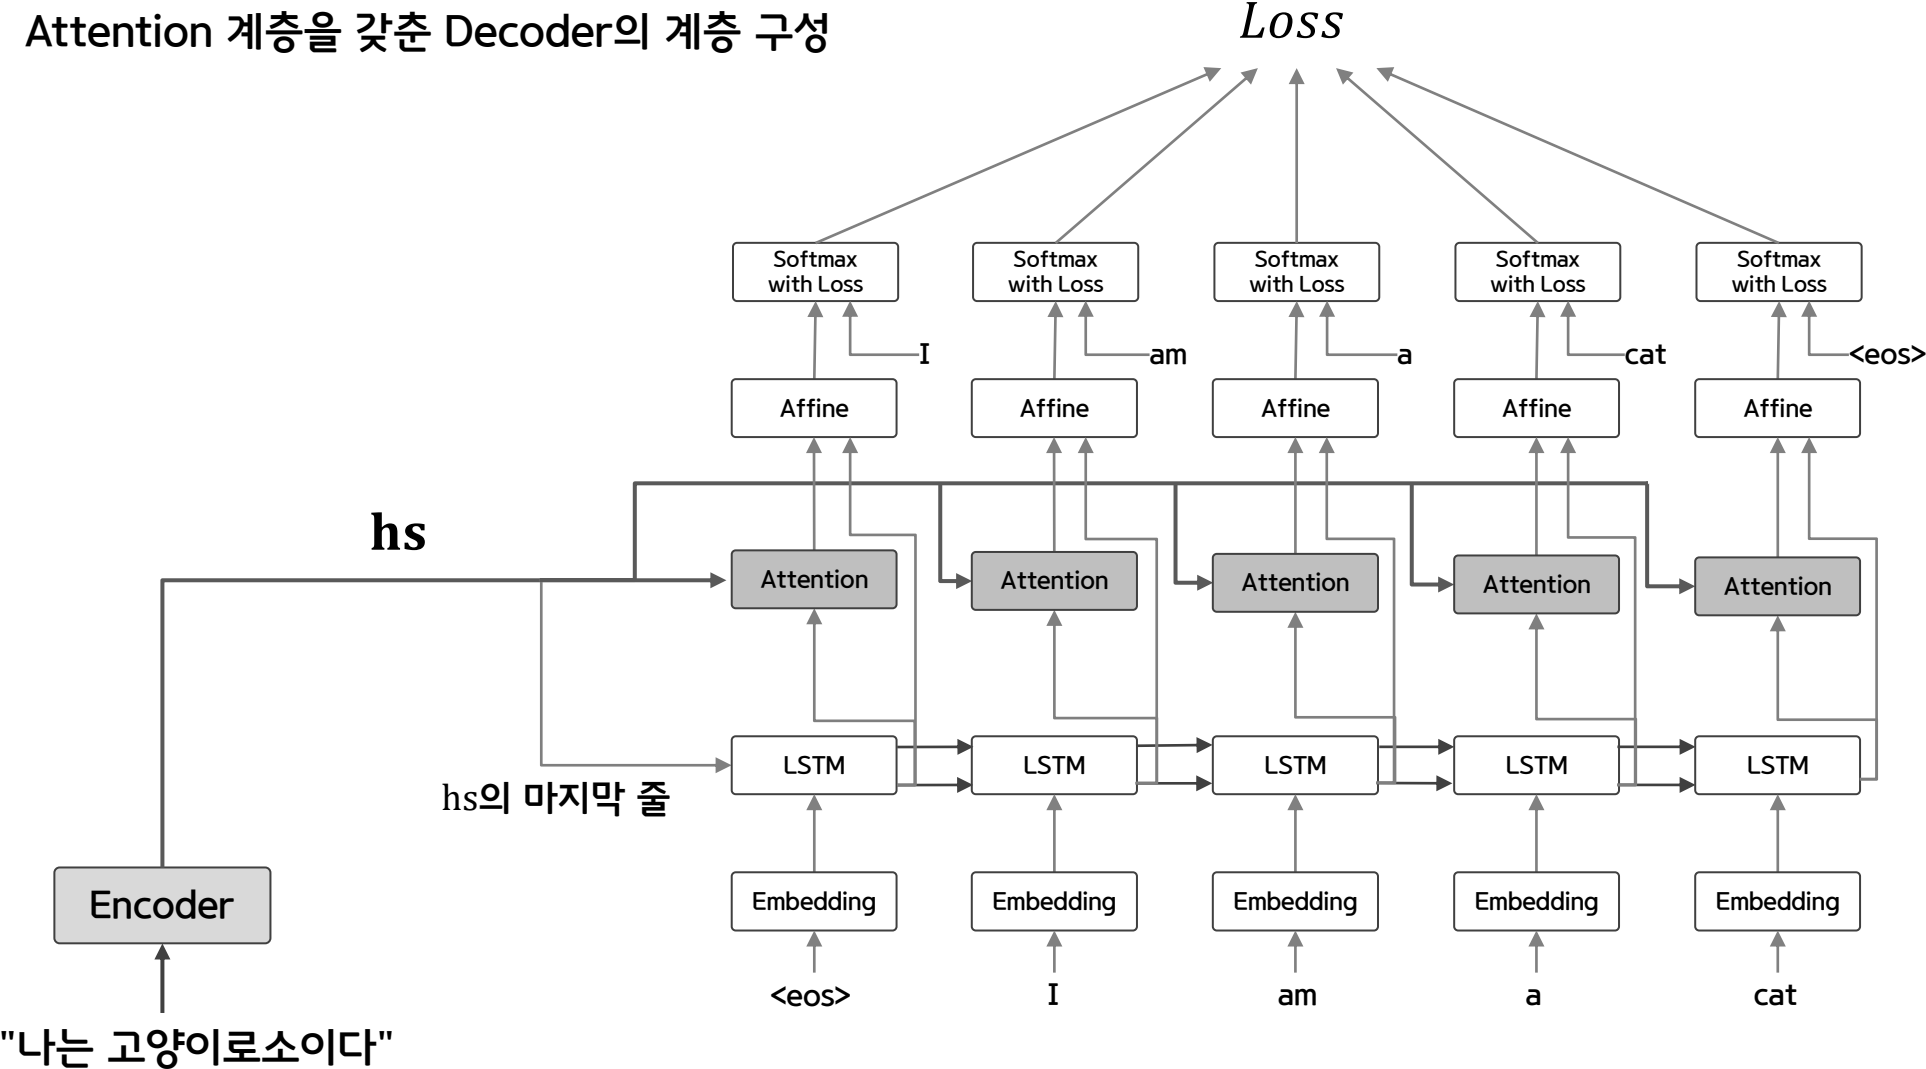 Attention 계층을 갖춘 Decoder의 계층 구성
Loss
Softmax
with Loss
Softmax
with Loss
Softmax
with Loss
Softmax
with Loss
Softmax
with Loss
I
am
a
cat
<eos>
Affine
Affine
Affine
Affine
Affine
hs
Attention
Attention
Attention
Attention
Attention
LSTM
LSTM
LSTM
LSTM
LSTM
hs의 마지막 줄
Encoder
Embedding
Embedding
Embedding
Embedding
Embedding
<eos>
I
am
a
cat
"나는 고양이로소이다"